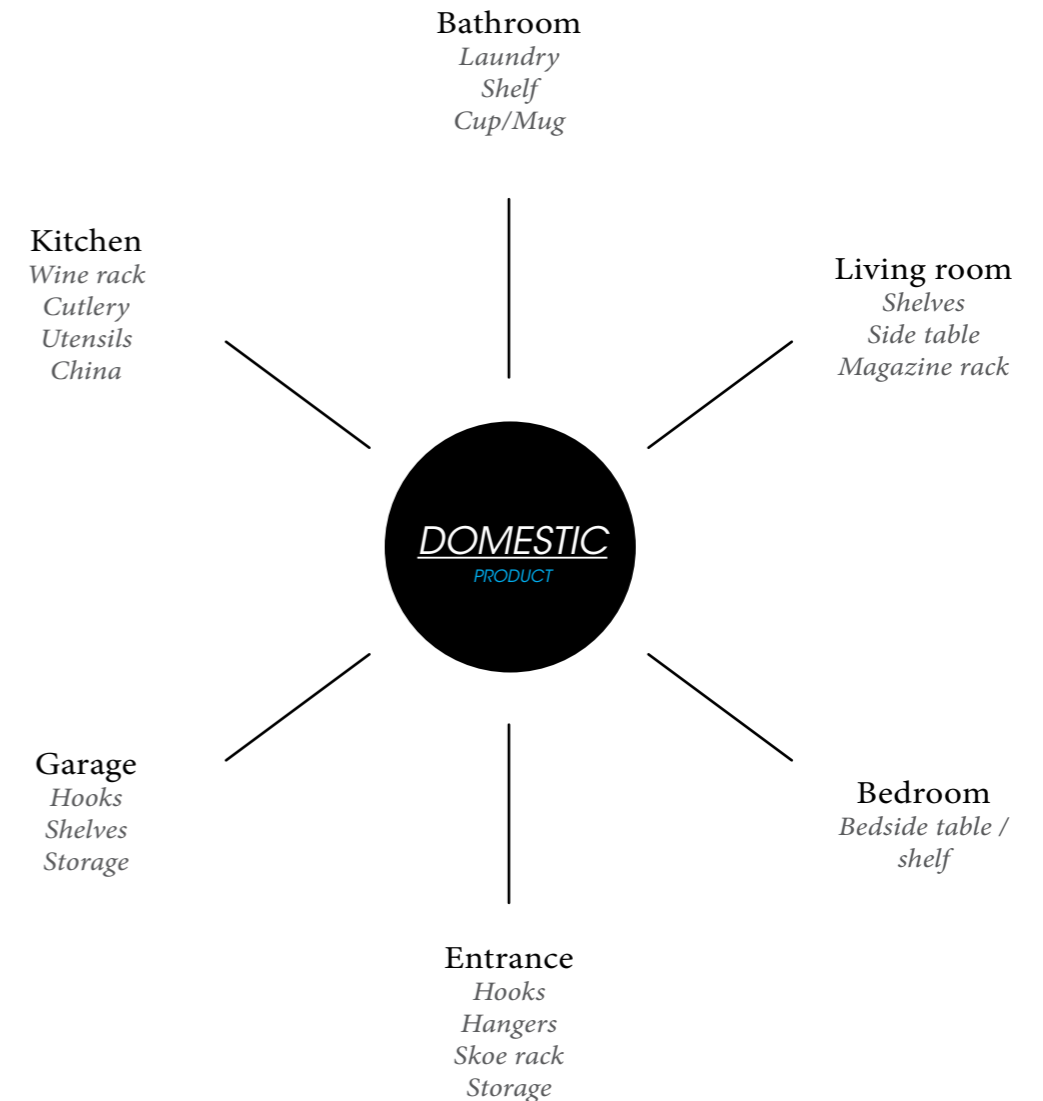 Bathroom
Laundry
Shelf
Cup/Mug
Kitchen
Wine rack
Cutlery
Utensils
China
Living room
Shelves
Side table
Magazine rack
DOMESTIC
PRODUCT
Garage
Hooks
Shelves
Storage
Bedroom
Bedside table /
shelf
Entrance
Hooks
Hangers
Skoe rack
Storage